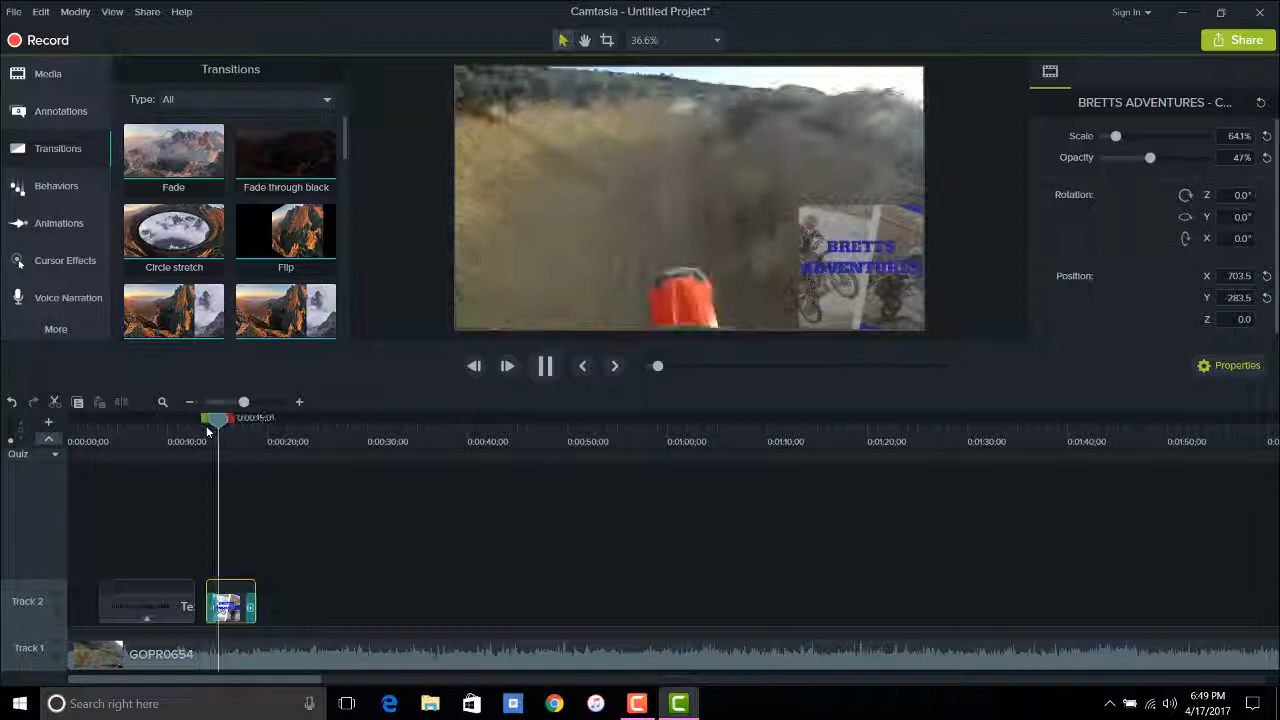 File Edit Modify View Share Help
Camtasia - Untitled Project*
Sign In
Record
36.6%
Share
Media
Annotations
Transitions
Behaviors
Animations
Cursor Effects
Voice Narration
More
Transitions
Type: All
Fade
Fade through black
Circle stretch
Flip
BRETTS
ADVENTURES
BRETTS ADVENTURES - C...
Scale 64.1%
Opacity 47%
Rotation: Z 0.0°
Y 0.0°
X 0.0°
Position: X 703.5
Y -283.5
Z 0.0
Properties
0:00:15;01
0:00:00;00 0:00:10;00 0:00:20;00 0:00:30;00 0:00:40;00 0:00:50;00 0:01:00;00 0:01:10;00 0:01:20;00 0:01:30;00 0:01:40;00 0:01:50;00
Quiz
Track 2
Te
Track 1
GOPR0654
Search right here
6:49 PM
4/17/2017